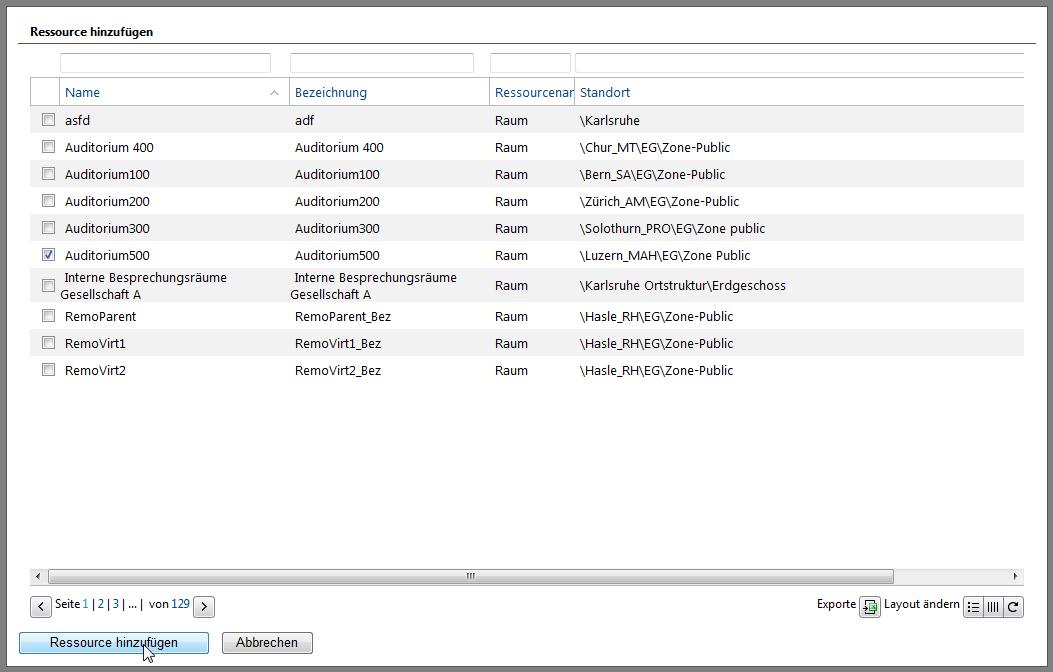 Ressource hinzufügen
Name Bezeichnung Ressourcenar Standort
asfd adf Raum \Karlsruhe
Auditorium 400 Auditorium 400 Raum \Chur_MT\EG\Zone-Public
Auditorium100 Auditorium100 Raum \Bern_SA\EG\Zone-Public
Auditorium200 Auditorium200 Raum \Zürich_AM\EG\Zone-Public
Auditorium300 Auditorium300 Raum \Solothurn_PRO\EG\Zone public
Auditorium500 Auditorium500 Raum \Luzern_MAH\EG\Zone Public
Interne Besprechungsräume Gesellschaft A Interne Besprechungsräume Gesellschaft A Raum \Karlsruhe Ortstruktur\Erdgeschoss
RemoParent RemoParent_Bez Raum \Hasle_RH\EG\Zone-Public
RemoVirt1 RemoVirt1_Bez Raum \Hasle_RH\EG\Zone-Public
RemoVirt2 RemoVirt2_Bez Raum \Hasle_RH\EG\Zone-Public
Seite 1 | 2 | 3 | ... | von 129 Exporte Layout ändern
Ressource hinzufügen Abbrechen